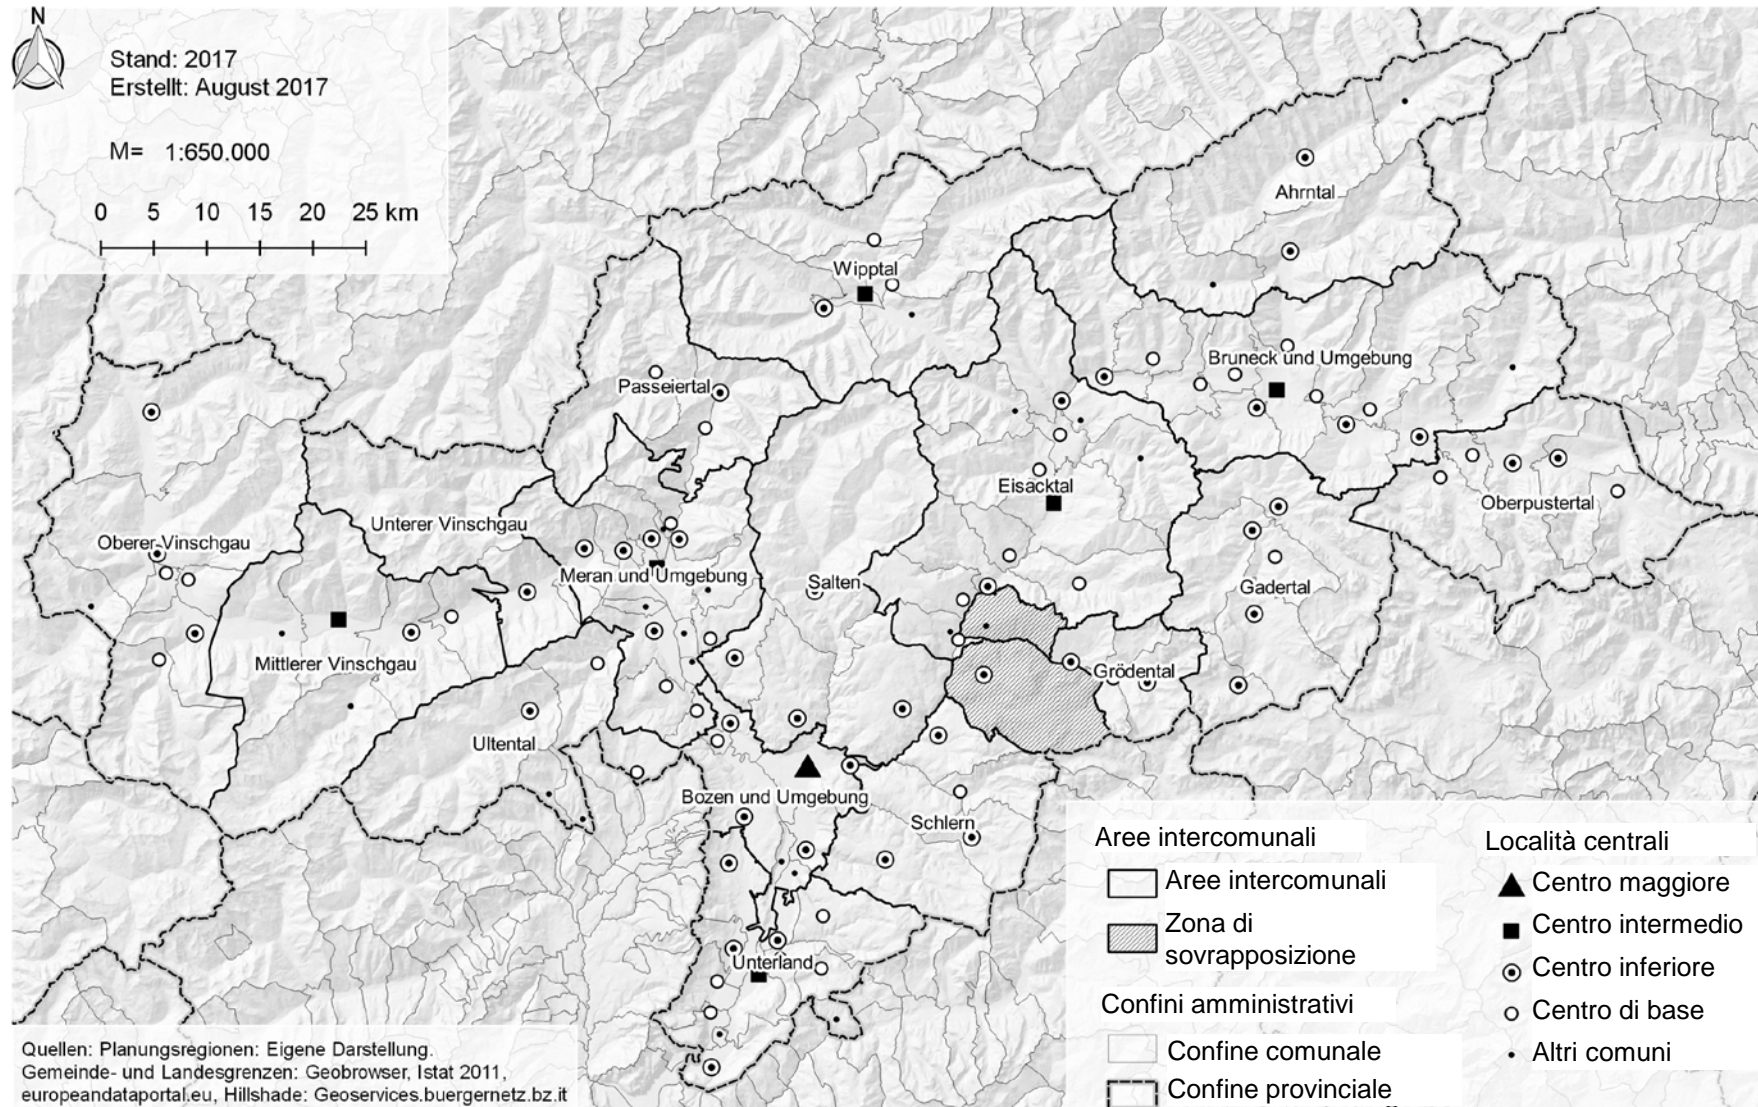 N
Stand: 2017
Erstellt: August 2017
M= 1:650.000
0 5 10 15 20 25 km
Ahrntal
Wipptal
Bruneck und Umgebung
Passeiertal
Eisacktal
Oberpustertal
Unterer Vinschgau
Oberer Vinschgau
Meran und Umgebung
Salten
Gadertal
Mittlerer Vinschgau
Grödental
Ultental
Bozen und Umgebung
Schlern
Unterland
Aree intercomunali
Aree intercomunali
Zona di
sovrapposizione
Confini amministrativi
Confine comunale
Confine provinciale
Località centrali
Centro maggiore
Centro intermedio
Centro inferiore
Centro di base
Altri comuni
Quellen: Planungsregionen: Eigene Darstellung.
Gemeinde- und Landesgrenzen: Geobrowser, Istat 2011,
europeandataportal.eu, Hillshade: Geoservices.buergernetz.bz.it